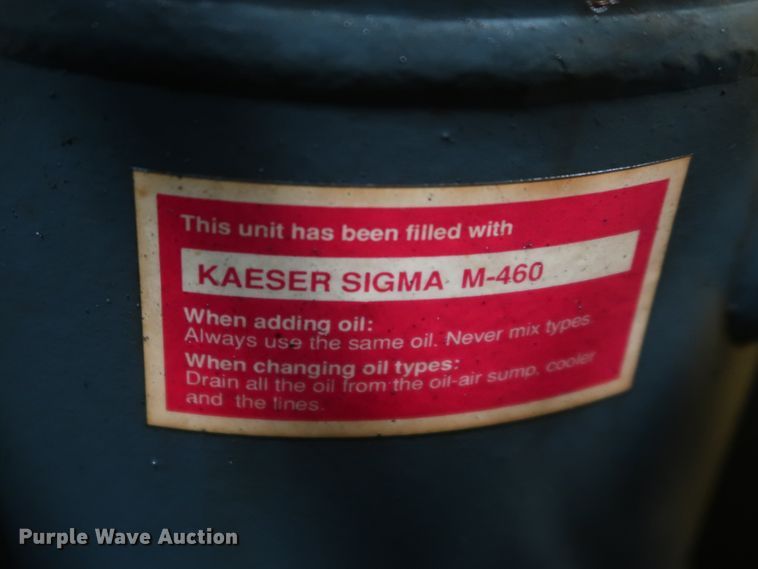 This unit has been filled with
KAESER SIGMA M-460
When adding oil:
Always use the same oil. Never mix types.
When changing oil types:
Drain all the oil from the oil-air sump, cooler
and the lines.
Purple Wave Auction